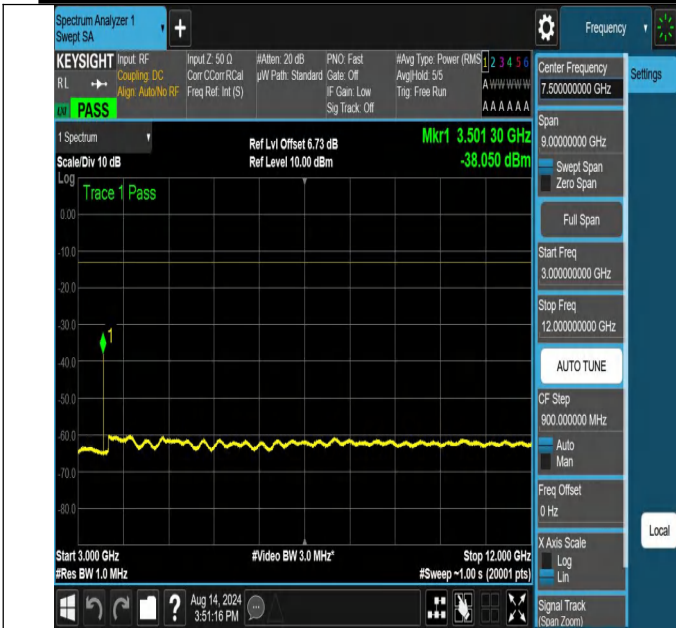 Spectrum Analyzer 1
Swept SA
+
Frequency
KEYSIGHT
RL
PASS
Input: RF
Coupling: DC
Align: Auto/No RF
Input Z: 50 Ω
Corr CCorr RCal
Freq Ref: Int (S)
#Atten: 20 dB
µW Path: Standard
PNO: Fast
Gate: Off
IF Gain: Low
Sig Track: Off
#Avg Type: Power (RMS
Avg|Hold: 5/5
Trig: Free Run
1 2 3 4 5 6
A W W W W W
A A A A A A
1 Spectrum
Scale/Div 10 dB
Ref Lvl Offset 6.73 dB
Ref Level 10.00 dBm
Mkr1 3.501 30 GHz
-38.050 dBm
Log
Trace 1 Pass
0.00
-10.0
-20.0
-30.0
1
-40.0
-50.0
-60.0
-70.0
-80.0
Start 3.000 GHz
#Res BW 1.0 MHz
#Video BW 3.0 MHz*
Stop 12.000 GHz
#Sweep ~1.00 s (20001 pts)
Aug 14, 2024
3:51:16 PM
?
Center Frequency
7.500000000 GHz
Settings
Span
9.00000000 GHz
Swept Span
Zero Span
Full Span
Start Freq
3.000000000 GHz
Stop Freq
12.000000000 GHz
AUTO TUNE
CF Step
900.000000 MHz
Auto
Man
Freq Offset
0 Hz
X Axis Scale
Log
Lin
Local
Signal Track
(Span Zoom)